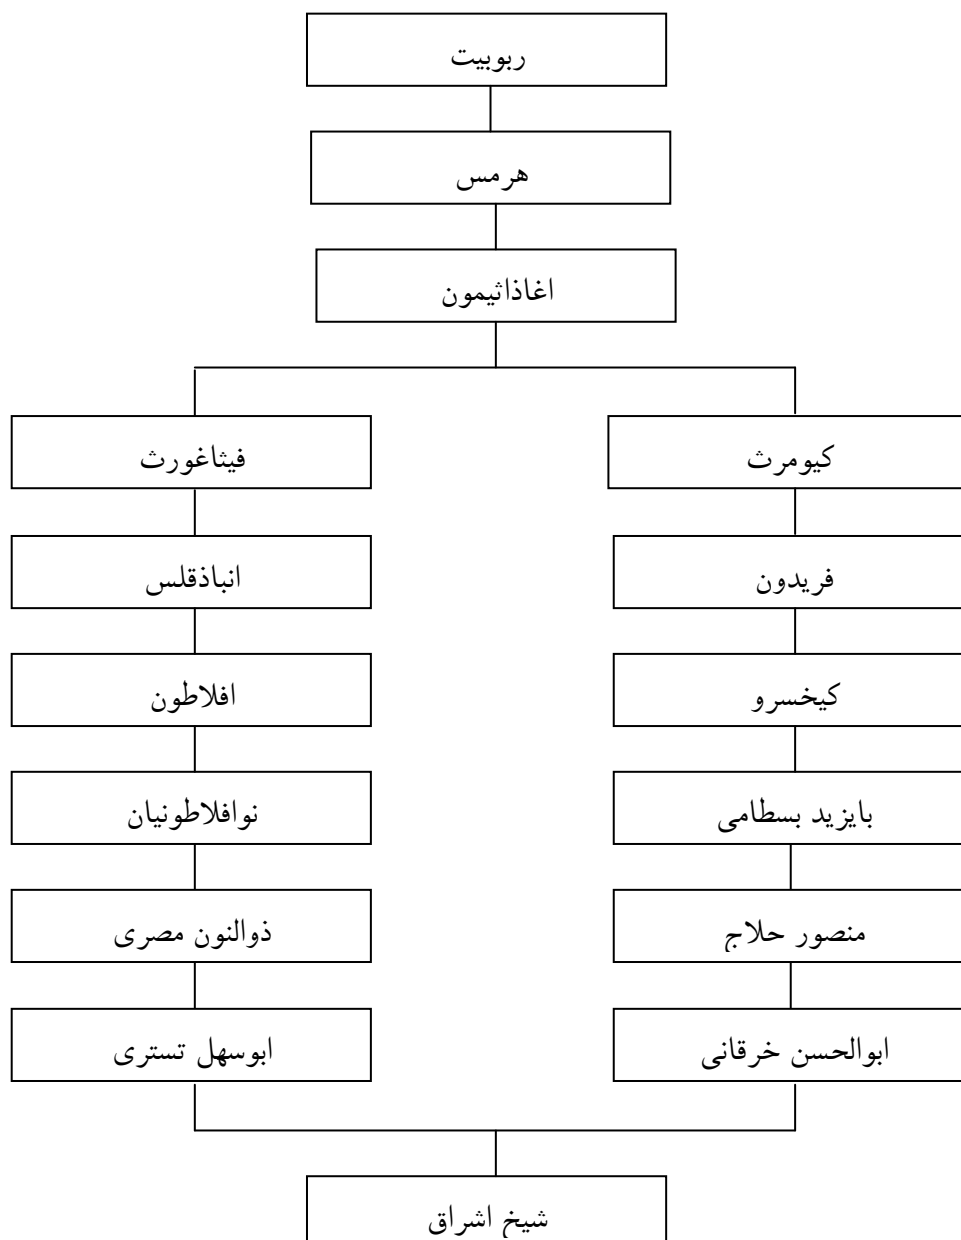 ربوبیت
هرمس
اغاذاثیمون
کیومرث
فیثاغورث
فریدون
انباذقلس
کیخسرو
افلاطون
بایزید بسطامی
نوافلاطونیان
منصور حلاج
ذوالنون مصری
ابوالحسن خرقانی
ابوسهل تستری
شیخ اشراق